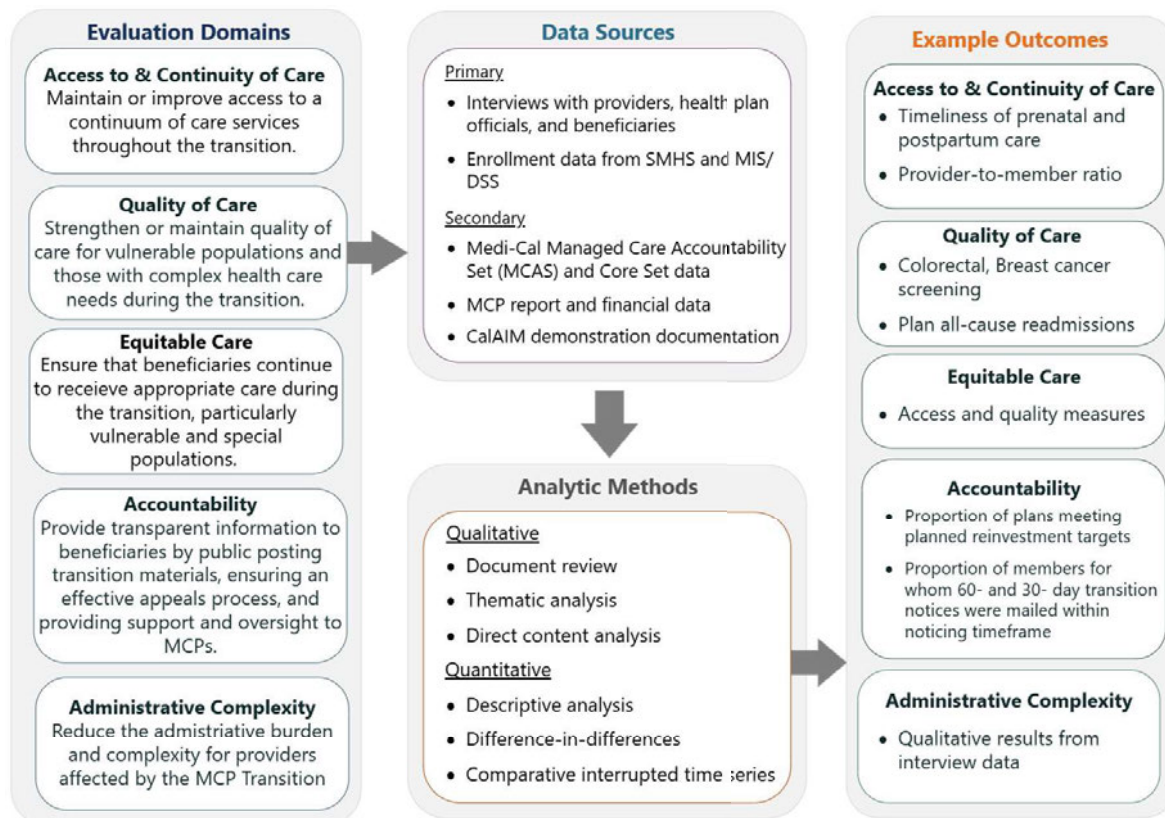 Evaluation Domains
Access to & Continuity of Care
Maintain or improve access to a
continuum of care services
throughout the transition.
Quality of Care
Strengthen or maintain quality of
care for vulnerable populations and
those with complex health care
needs during the transition.
Equitable Care
Ensure that beneficiaries continue
to receieve appropriate care during
the transition, particularly
vulnerable and special
populations.
Accountability
Provide transparent information to
beneficiaries by public posting
transition materials, ensuring an
effective appeals process, and
providing support and oversight to
MCPs.
Administrative Complexity
Reduce the admistriative burden
and complexity for providers
affected by the MCP Transition
Data Sources
Primary
• Interviews with providers, health plan
officials, and beneficiaries
• Enrollment data from SMHS and MIS/
DSS
Secondary
• Medi-Cal Managed Care Accountability
Set (MCAS) and Core Set data
• MCP report and financial data
• CalAIM demonstration documentation
Analytic Methods
Qualitative
• Document review
• Thematic analysis
• Direct content analysis
Quantitative
• Descriptive analysis
• Difference-in-differences
• Comparative interrupted time series
Example Outcomes
Access to & Continuity of Care
• Timeliness of prenatal and
postpartum care
• Provider-to-member ratio
Quality of Care
• Colorectal, Breast cancer
screening
• Plan all-cause readmissions
Equitable Care
• Access and quality measures
Accountability
• Proportion of plans meeting
planned reinvestment targets
• Proportion of members for
whom 60- and 30- day transition
notices were mailed within
noticing timeframe
Administrative Complexity
• Qualitative results from
interview data